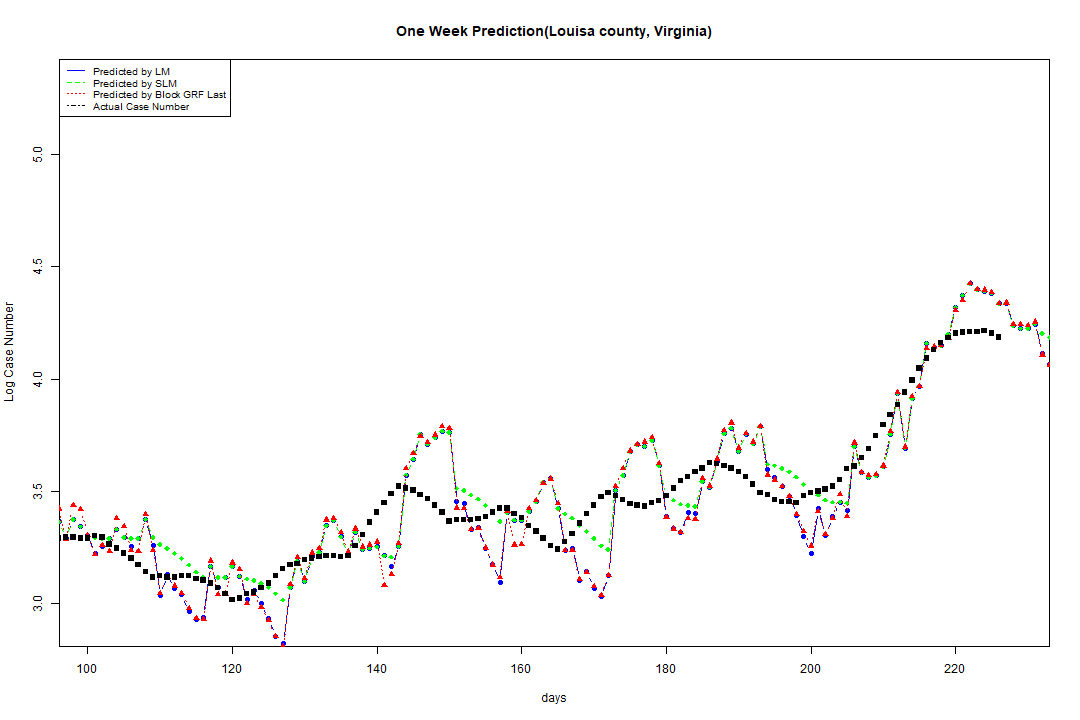 One Week Prediction(Louisa county, Virginia)
Predicted by LM
Predicted by SLM
Predicted by Block GRF Last
Actual Case Number
5.0
4.5
4.0
3.5
3.0
Log Case Number
100 120 140 160 180 200 220
days